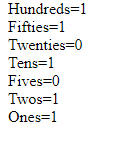 Hundreds=1
Fifties=1
Twenties=0
Tens=1
Fives=0
Twos=1
Ones=1